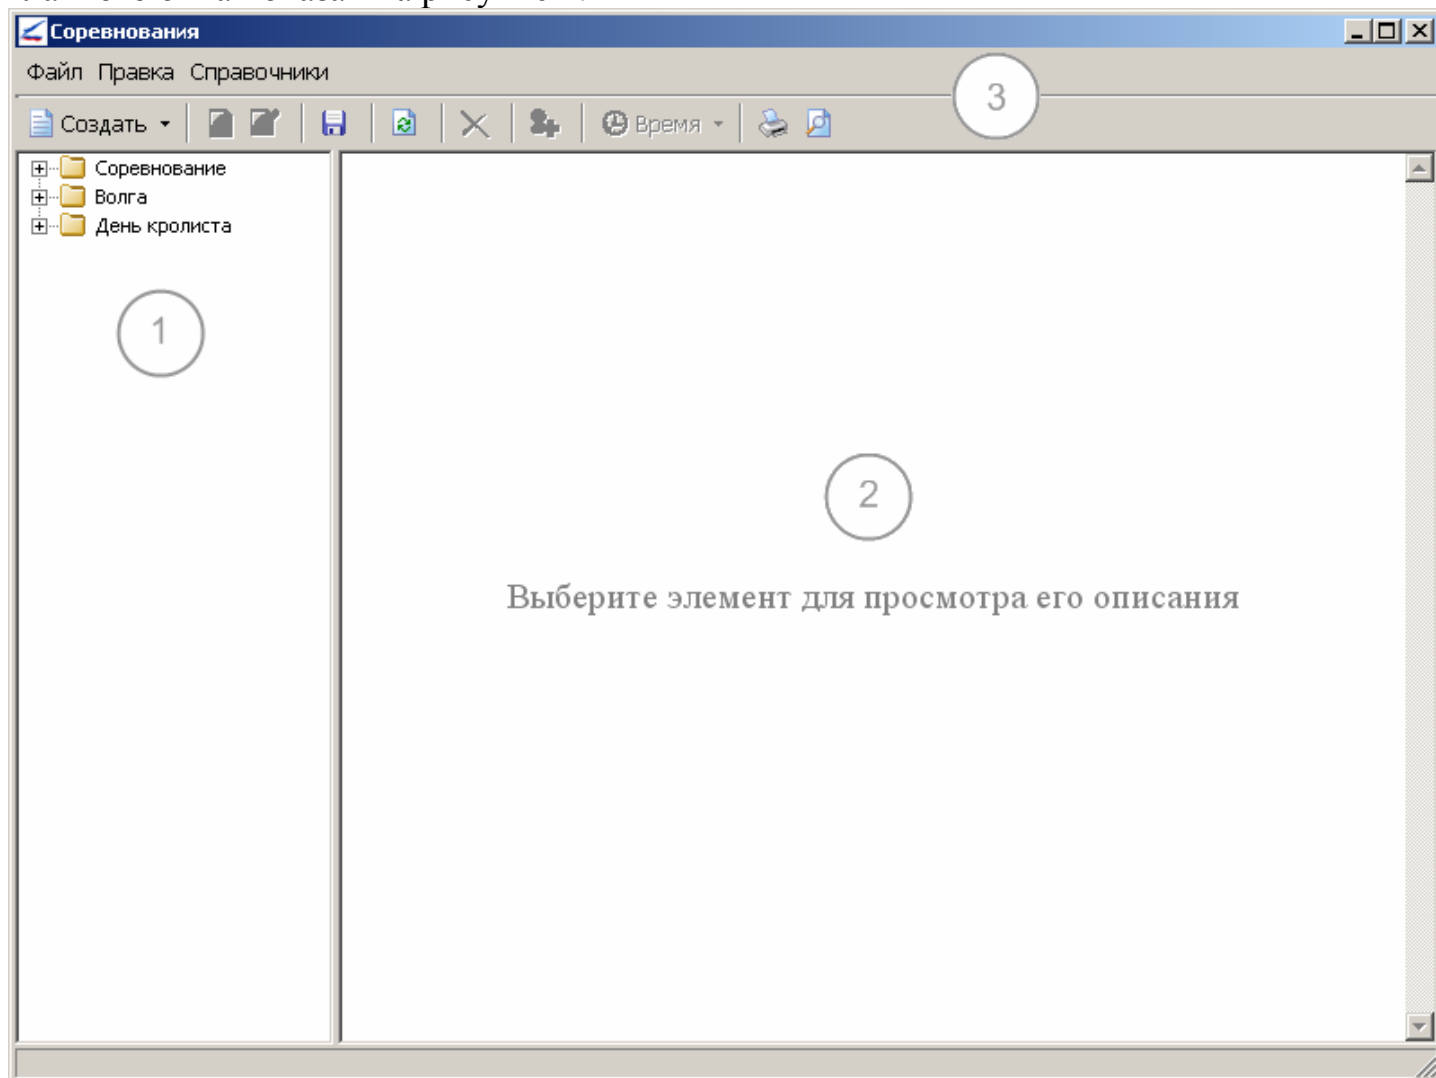 Соревнования
Файл Правка Справочники
3
Создать Время
Соревнование
Волга
День кролиста
1
2
Выберите элемент для просмотра его описания